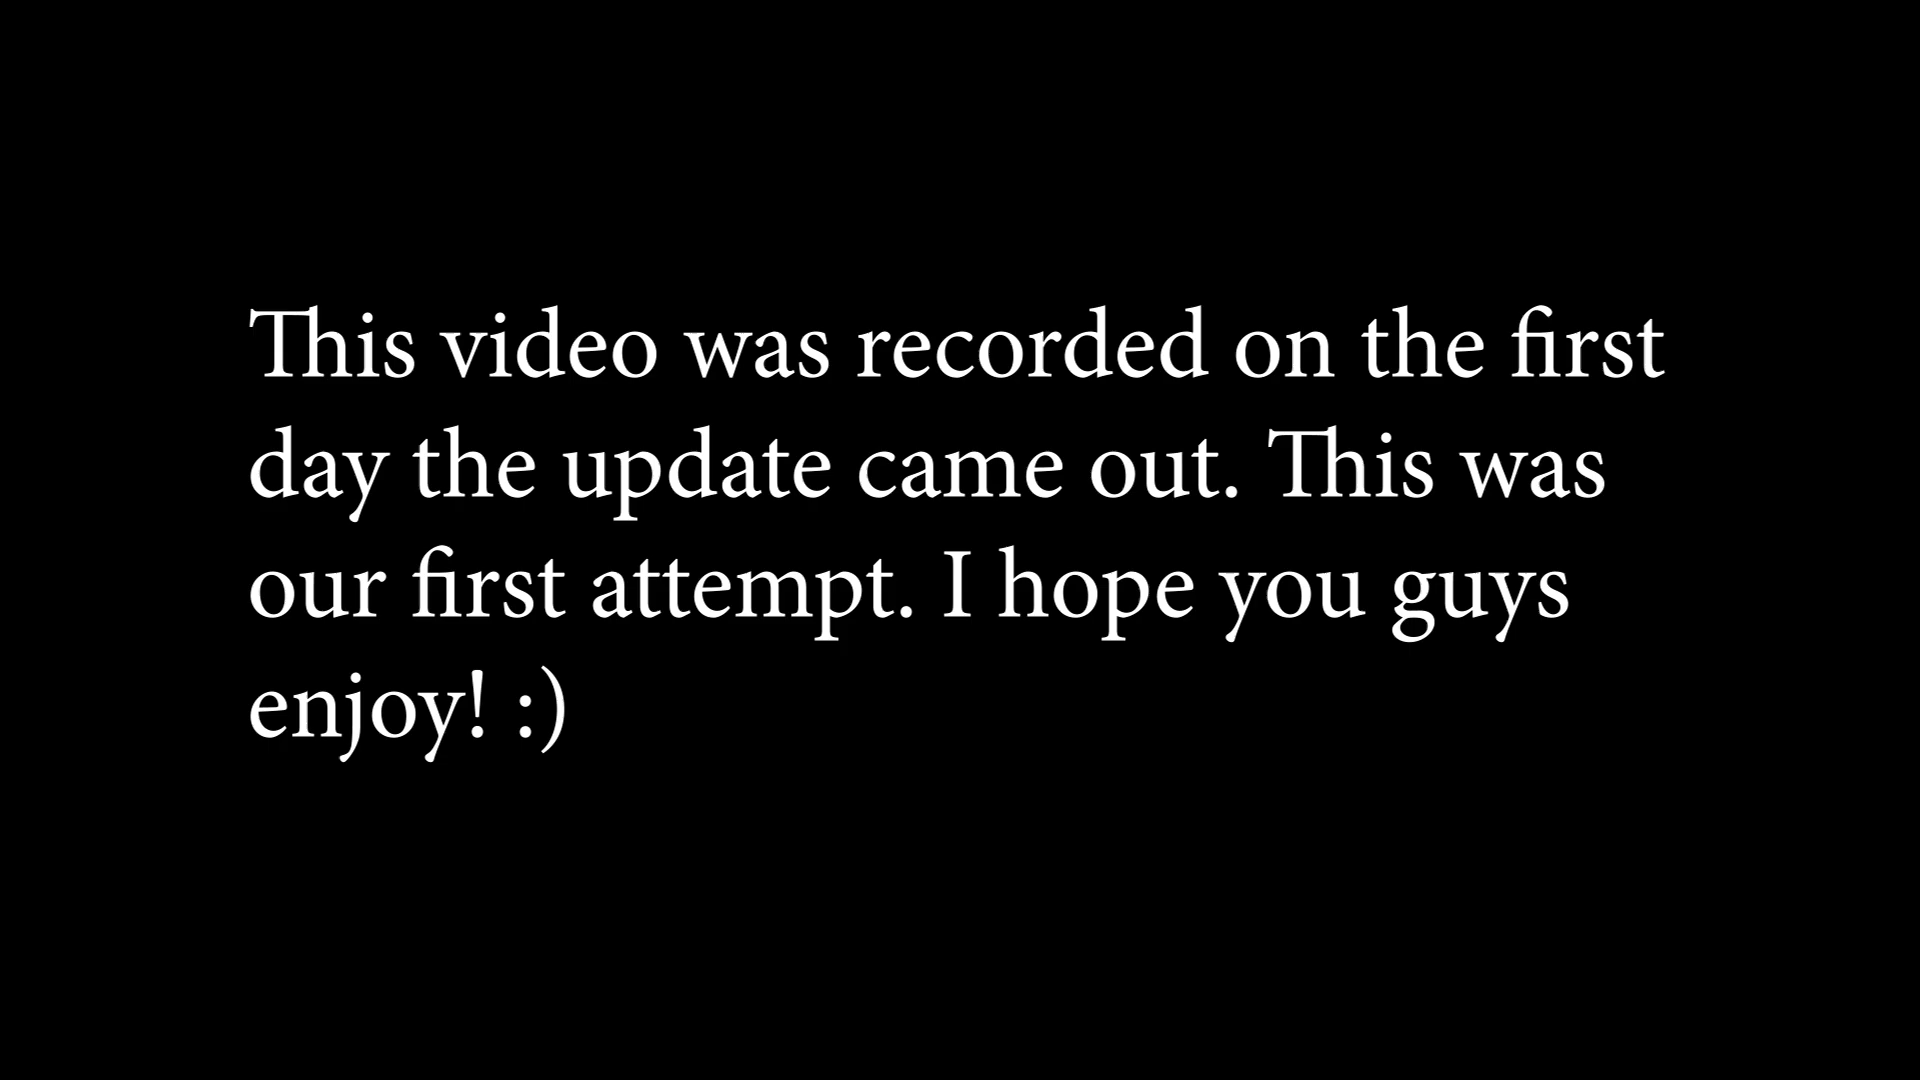 This video was recorded on the first
day the update came out. This was
our first attempt. I hope you guys
enjoy! :)